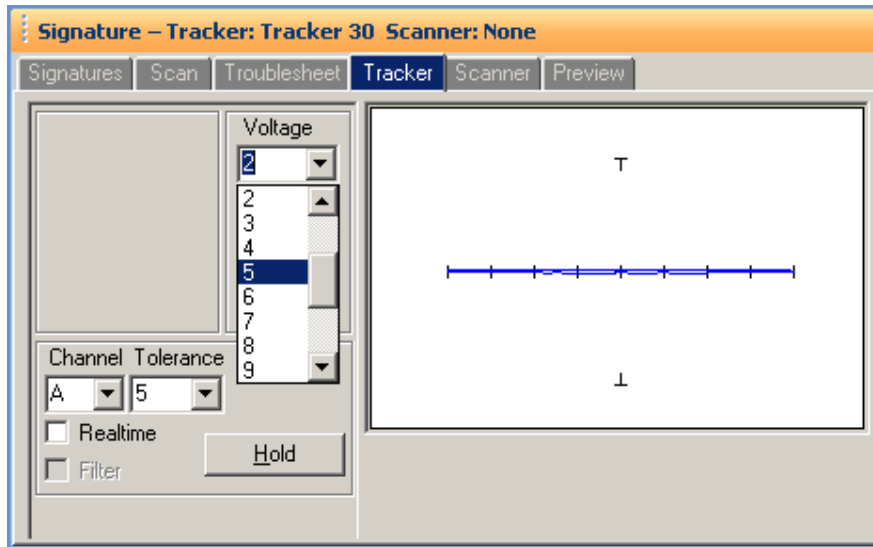 Signature – Tracker: Tracker 30 Scanner: None
Signatures Scan Troublesheet Tracker Scanner Preview
Voltage
2
2
3
4
5
6
7
8
9
Channel Tolerance
A 5
Realtime
Filter
Hold